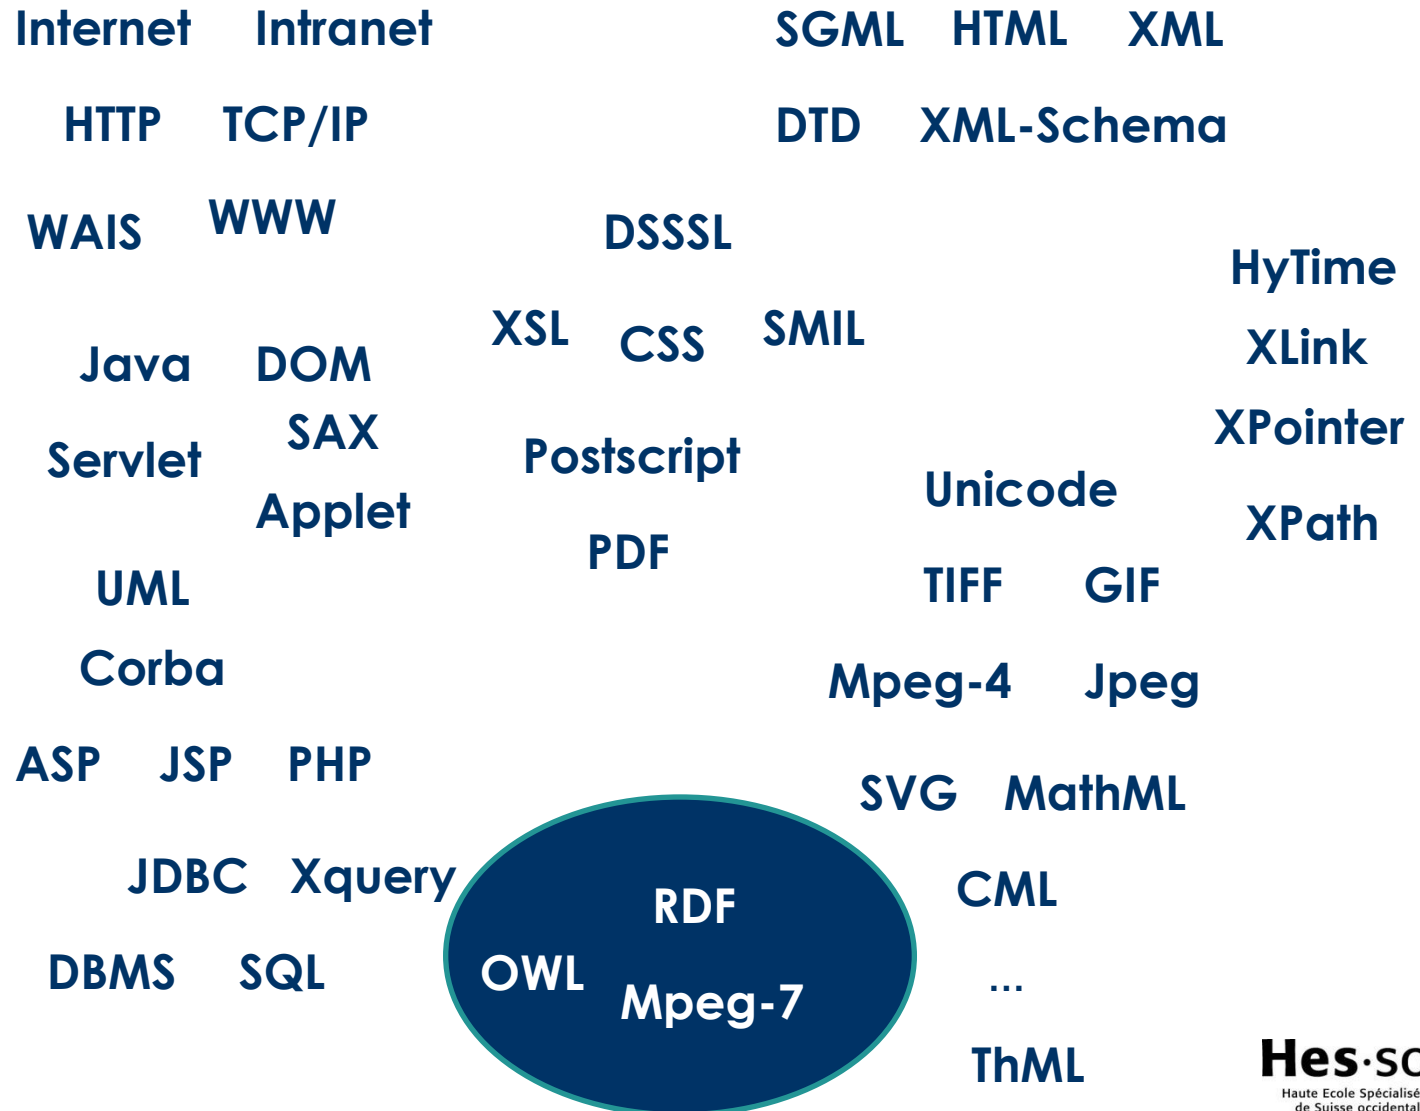 Internet Intranet SGML HTML XML
HTTP TCP/IP DTD XML-Schema
WAIS WWW DSSSL
HyTime
XSL CSS SMIL
XLink
Java DOM
SAX
XPointer
Servlet Postscript
Unicode
Applet
XPath
PDF
UML TIFF GIF
Corba Mpeg-4 Jpeg
ASP JSP PHP
SVG MathML
JDBC Xquery CML
RDF
DBMS SQL OWL ...
Mpeg-7
ThML
Hes·so
Haute Ecole Spécialisé
de Suisse occidental